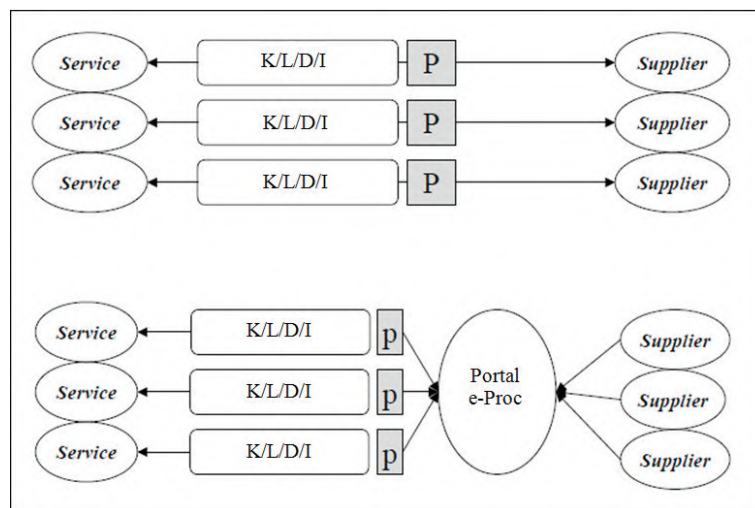 Service K/L/D/I P Supplier
Service K/L/D/I P Supplier
Service K/L/D/I P Supplier
Service K/L/D/I p Supplier
Service K/L/D/I p Portal Supplier
e-Proc
Service K/L/D/I p Supplier